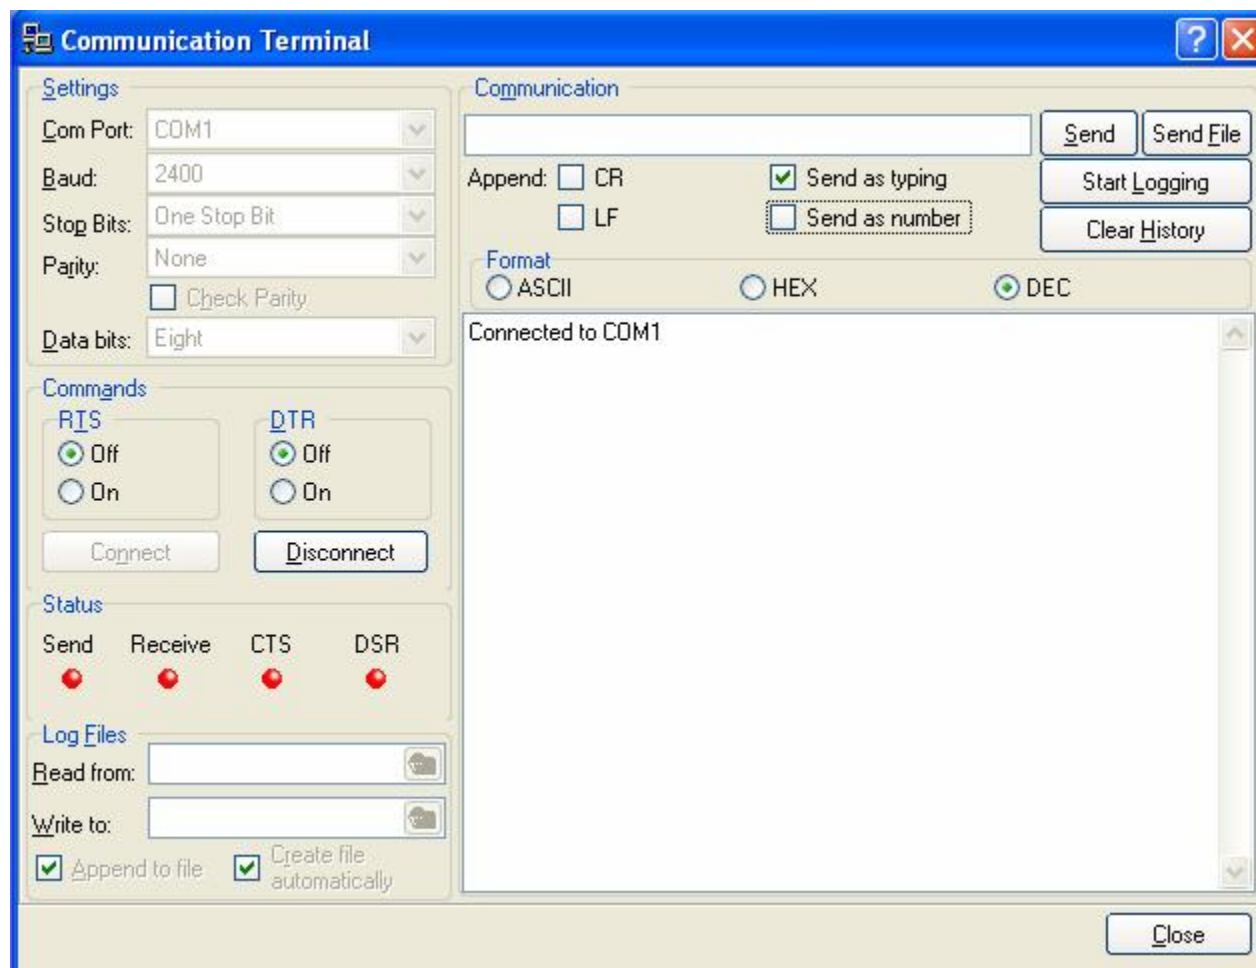 Communication Terminal
Settings
Com Port: COM1
Baud: 2400
Stop Bits: One Stop Bit
Parity: None
Check Parity
Data bits: Eight
Commands
RTS
Off
On
DTR
Off
On
Connect
Disconnect
Status
Send Receive CTS DSR
Log Files
Read from:
Write to:
Append to file
Create file
automatically
Communication
Send
Send File
Append: CR
LF
Send as typing
Send as number
Start Logging
Clear History
Format
ASCII HEX DEC
Connected to COM1
Close